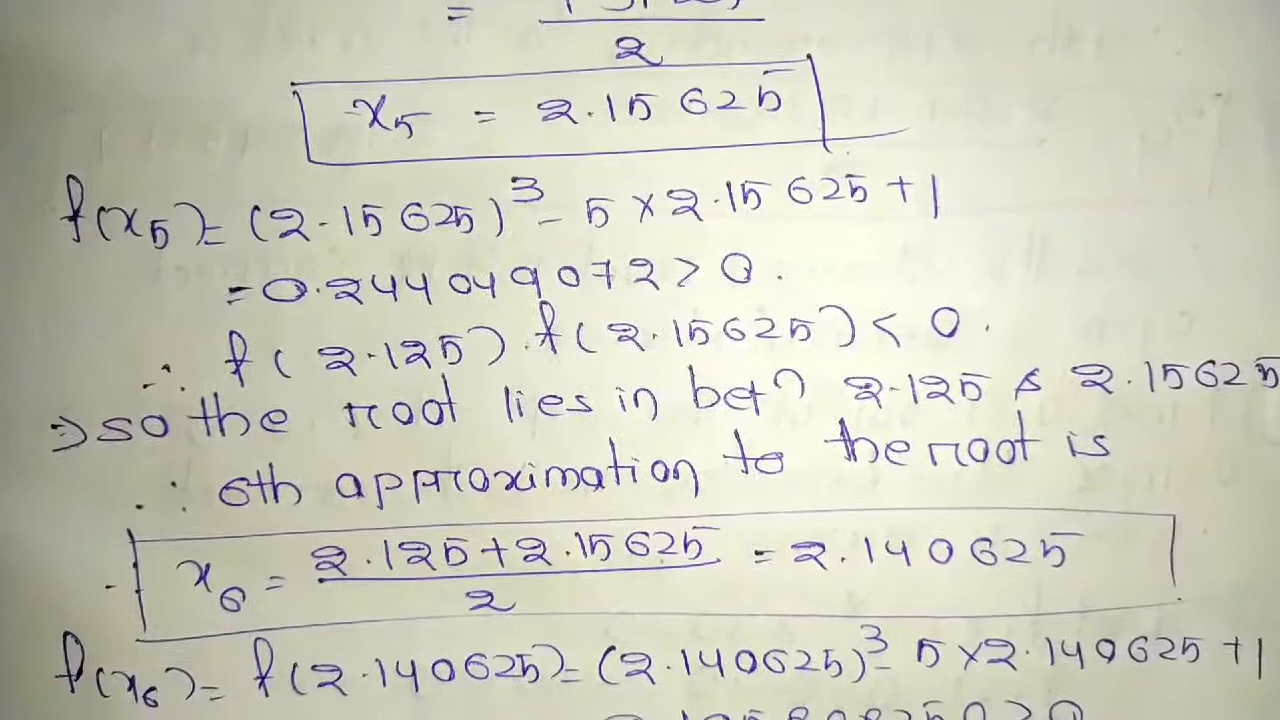 =
2
x₅ = 2.15625
f(x₅) = (2.15625)³ - 5 × 2.15625 + 1
= 0.244049072 > 0.
∴ f(2.125).f(2.15625) < 0.
⇒ so the root lies in betⁿ 2.125 & 2.15625
∴ 6th approximation to the root is
x₆ = (2.125 + 2.15625)/2 = 2.140625
f(x₆) = f(2.140625) = (2.140625)³ - 5 × 2.140625 + 1